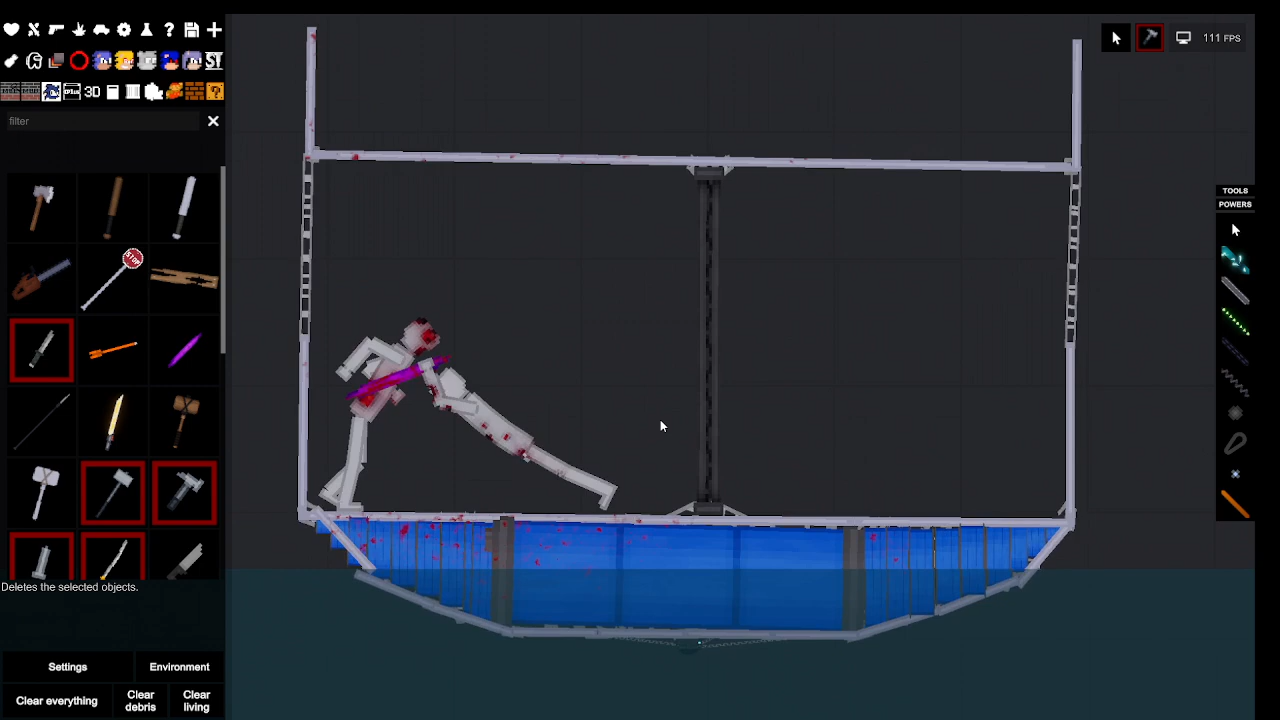 ST
3D
111 FPS
filter
STOP
TOOLS
POWERS
Deletes the selected objects.
Settings
Environment
Clear everything
Clear debris
Clear living